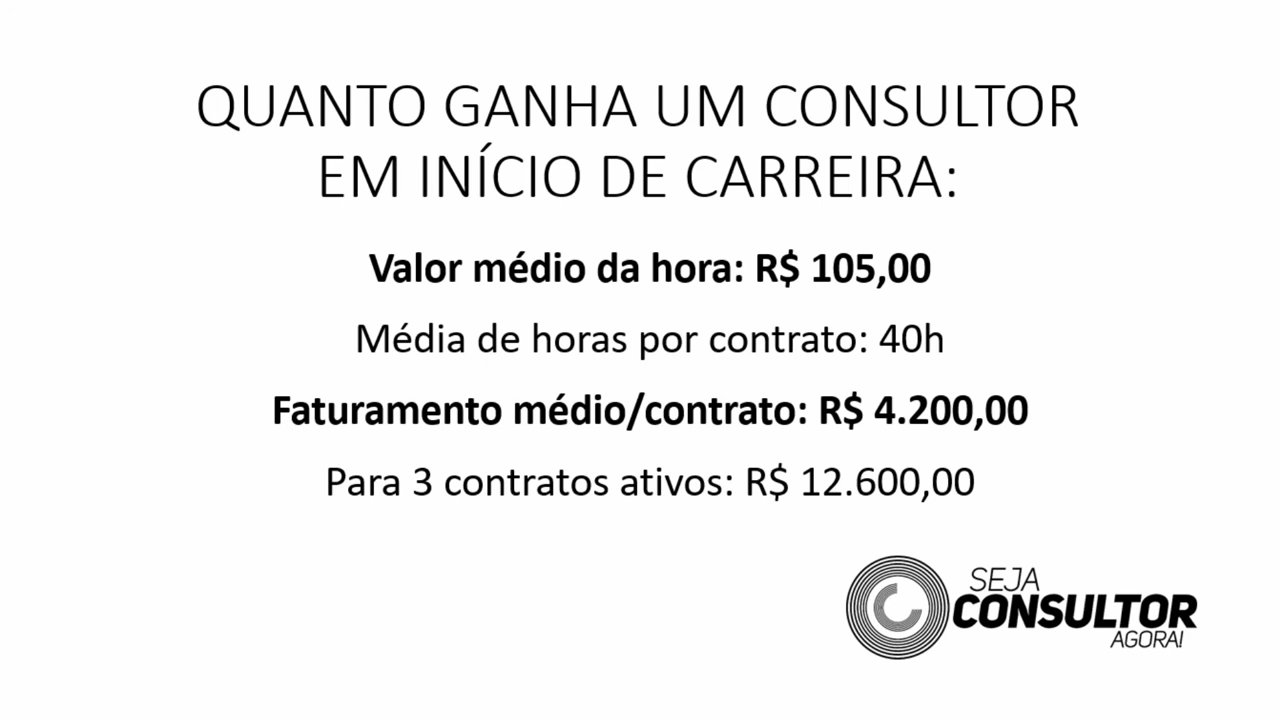 QUANTO GANHA UM CONSULTOR
EM INÍCIO DE CARREIRA:
Valor médio da hora: R$ 105,00
Média de horas por contrato: 40h
Faturamento médio/contrato: R$ 4.200,00
Para 3 contratos ativos: R$ 12.600,00
SEJA
CONSULTOR
AGORA!